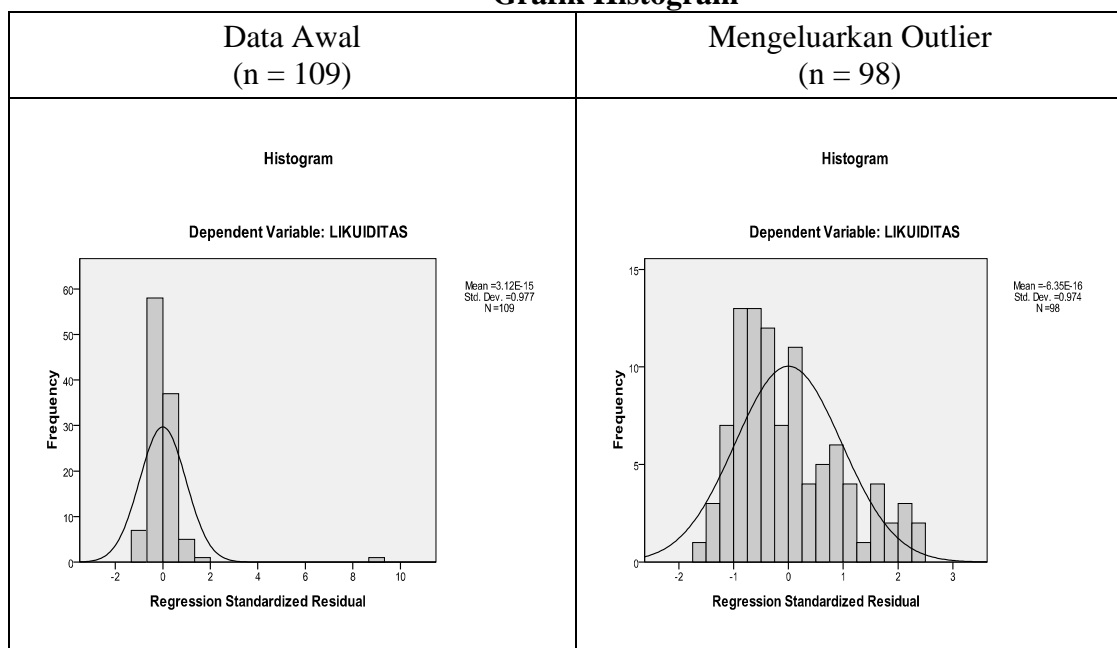 Grafik Histogram
Data Awal
(n = 109)
Mengeluarkan Outlier
(n = 98)
Histogram
Dependent Variable: LIKUIDITAS
Mean =3.12E-15
Std. Dev. =0.977
N =109
60
50
40
30
20
10
0
Frequency
-2 0 2 4 6 8 10
Regression Standardized Residual
Histogram
Dependent Variable: LIKUIDITAS
Mean =-6.35E-16
Std. Dev. =0.974
N =98
15
10
5
0
Frequency
-2 -1 0 1 2 3
Regression Standardized Residual